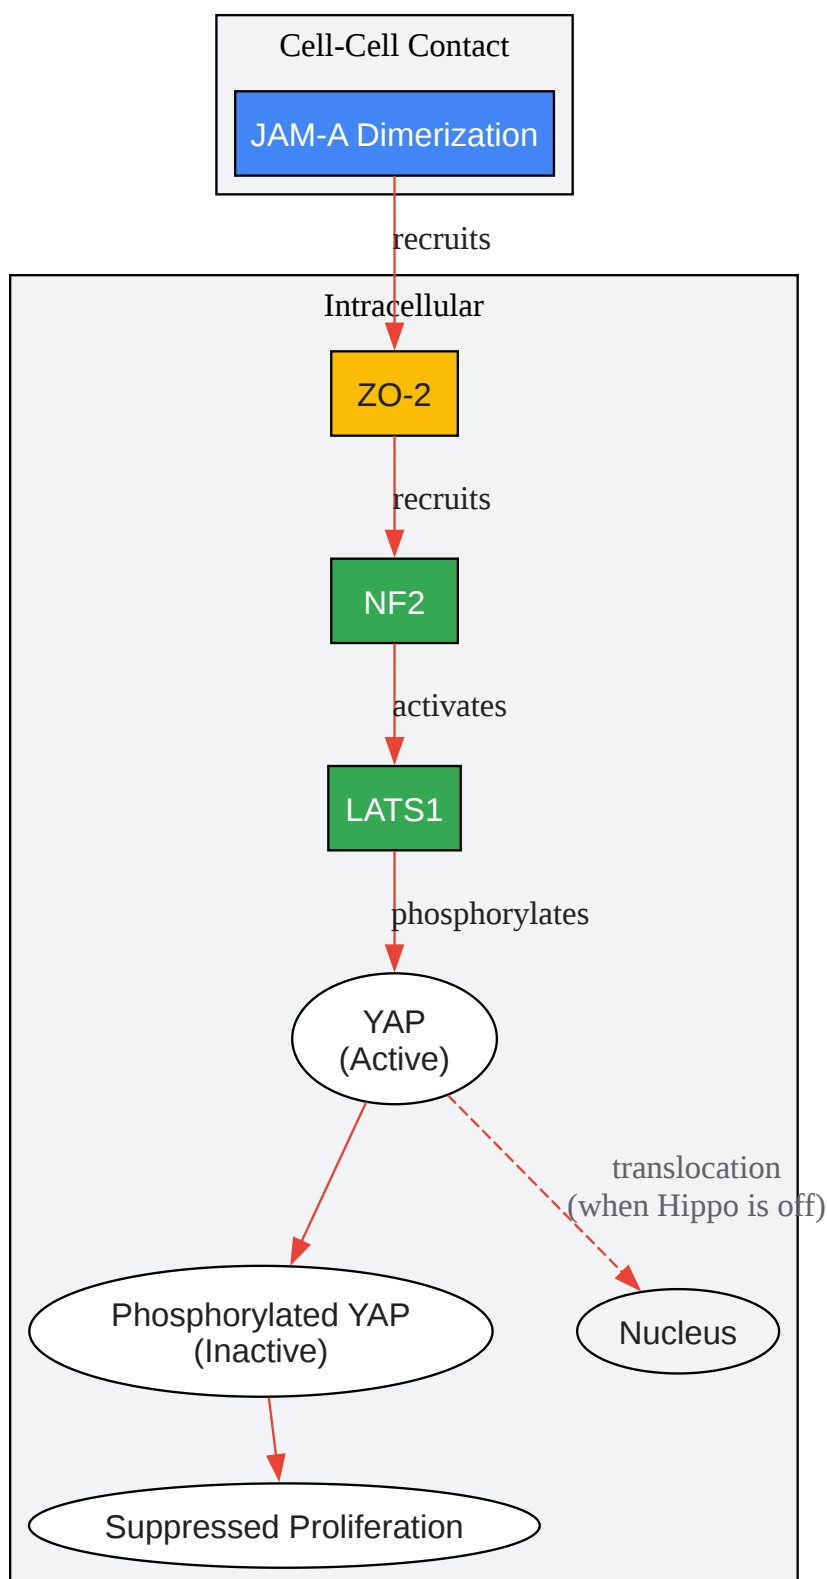 Cell-Cell Contact
JAM-A Dimerization
recruits
Intracellular
ZO-2
recruits
NF2
activates
LATS1
phosphorylates
YAP
(Active)
translocation
(when Hippo is off)
Phosphorylated YAP
(Inactive)
Nucleus
Suppressed Proliferation